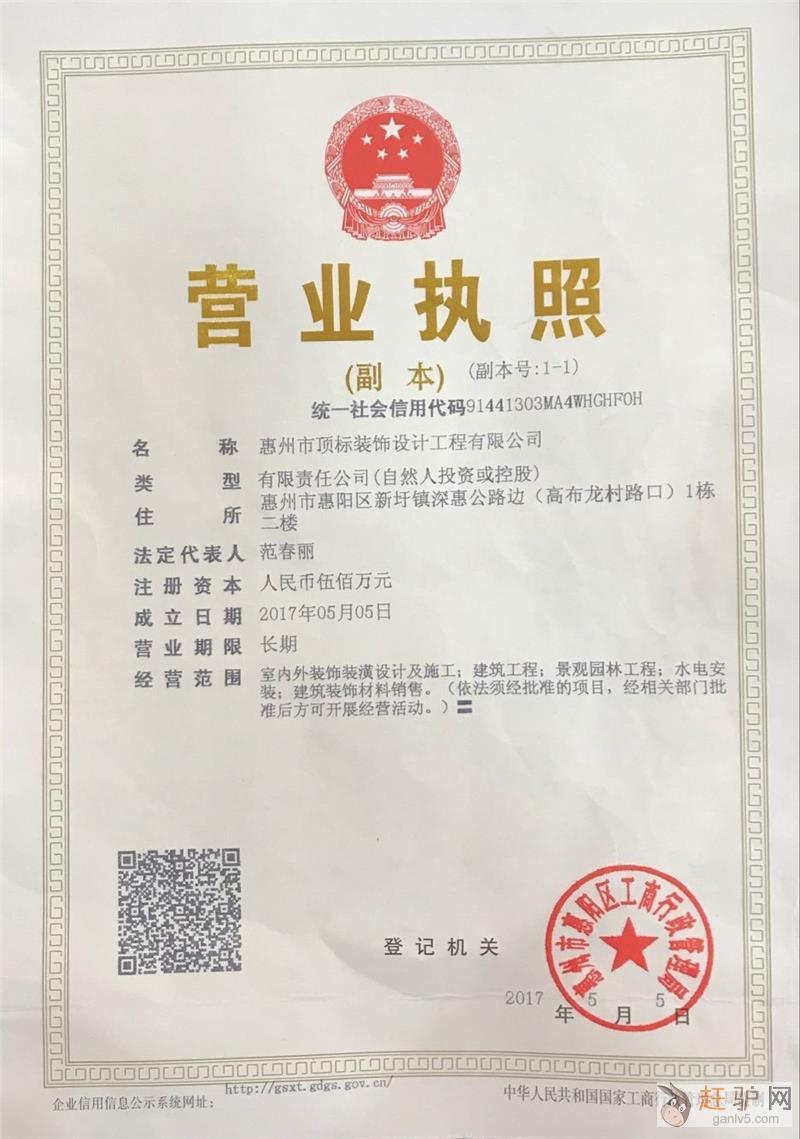 营业执照
(副 本) (副本号:1-1)
统一社会信用代码91441303MA4WHGHF0H
名 称 惠州市顶标装饰设计工程有限公司
类 型 有限责任公司(自然人投资或控股)
住 所 惠州市惠阳区新圩镇深惠公路边（高布龙村路口）1栋
二楼
法定代表人 范春丽
注册资本 人民币伍佰万元
成立日期 2017年05月05日
营业期限 长期
经营范围 室内外装饰装潢设计及施工；建筑工程；景观园林工程；水电安
装；建筑装饰材料销售。（依法须经批准的项目，经相关部门批
准后方可开展经营活动。）
惠州市惠阳区工商行政管理局
登记机关
2017年5月5日
http://gsxt.gdgs.gov.cn/
企业信用信息公示系统网址：
中华人民共和国国家工商行
赶驴网
ganlv5.com